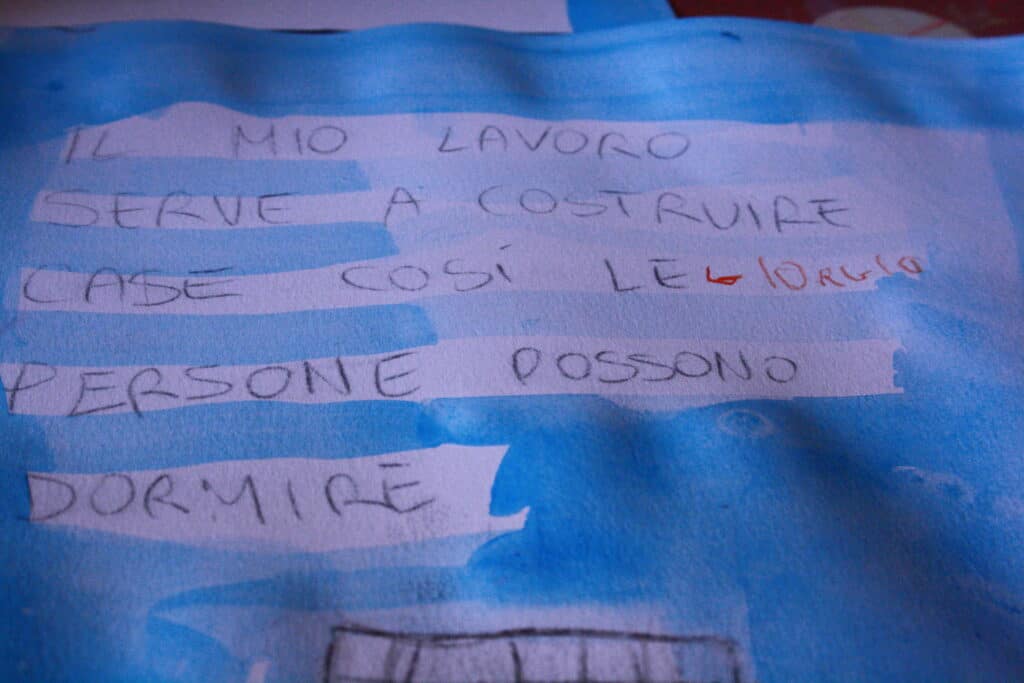 IL MIO LAVORO
SERVE A COSTRUIRE
CASE COSÍ LE GIORGIO
PERSONE POSSONO
DORMIRE